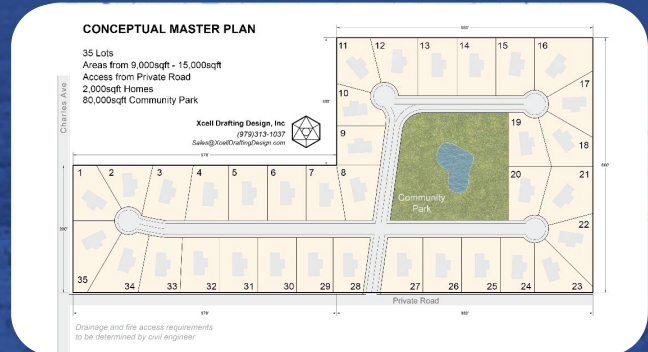 CONCEPTUAL MASTER PLAN
35 Lots
Areas from 9,000sqft - 15,000sqft
Access from Private Road
2,000sqft Homes
80,000sqft Community Park
Xcell Drafting Design, Inc
(979)313-1037
Sales@XcellDraftingDesign.com
Charles Ave
11
12
13
14
15
16
10
17
9
19
18
1
2
3
4
5
6
7
8
20
21
Community
Park
22
35
34
33
32
31
30
29
28
27
26
25
24
23
Private Road
Drainage and fire access requirements
to be determined by civil engineer